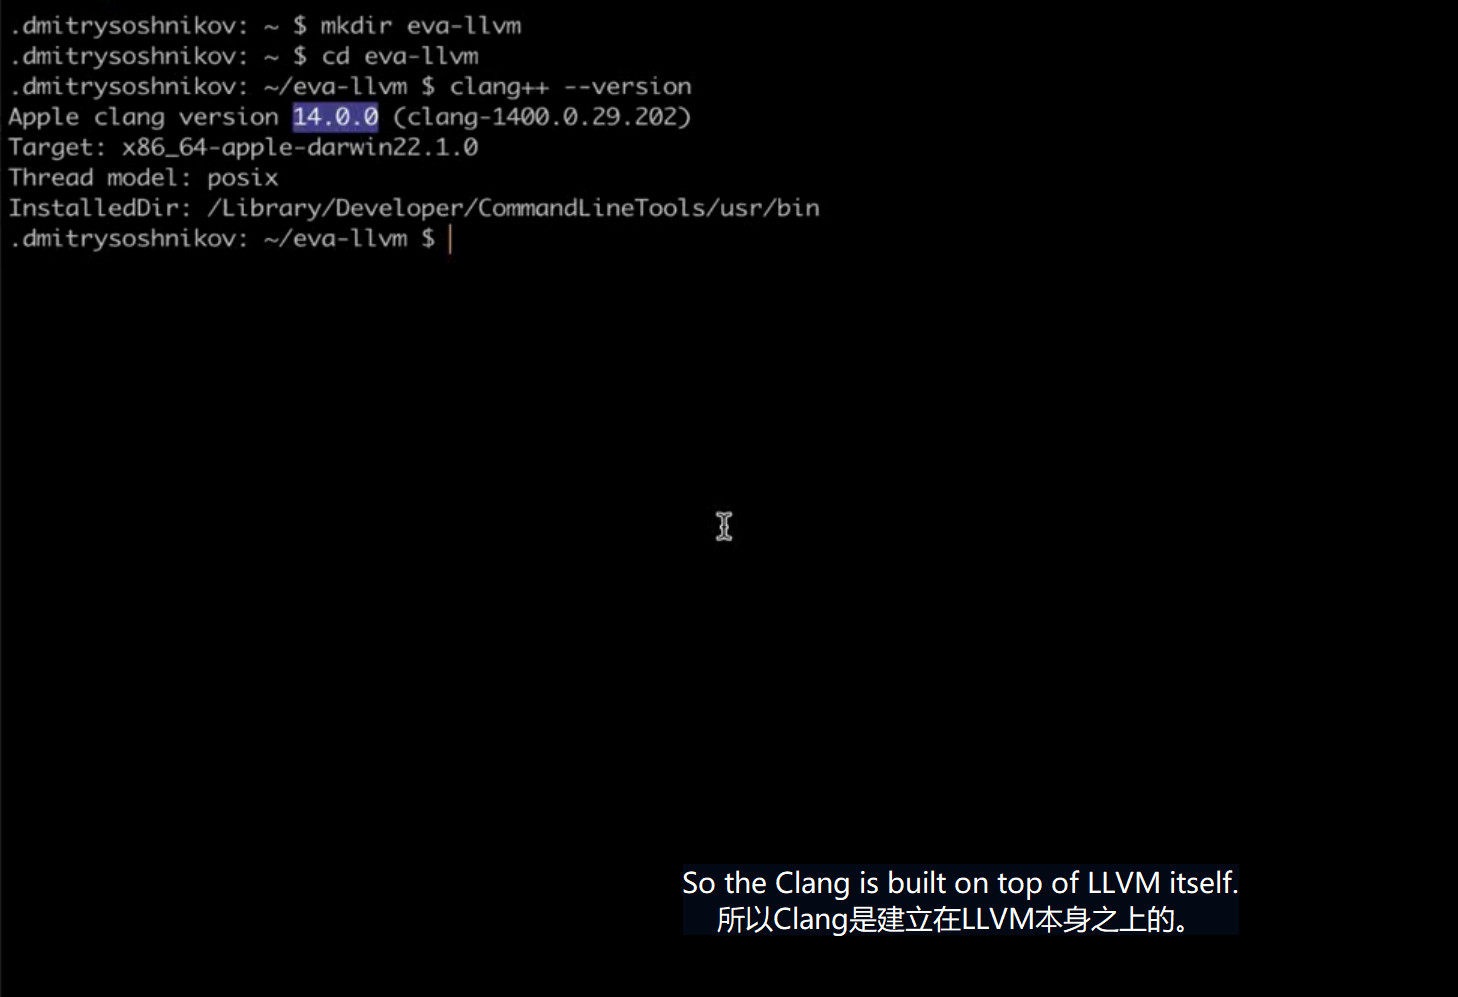 .dmitrysoshnikov: ~ $ mkdir eva-llvm
.dmitrysoshnikov: ~ $ cd eva-llvm
.dmitrysoshnikov: ~/eva-llvm $ clang++ --version
Apple clang version 14.0.0 (clang-1400.0.29.202)
Target: x86_64-apple-darwin22.1.0
Thread model: posix
InstalledDir: /Library/Developer/CommandLineTools/usr/bin
.dmitrysoshnikov: ~/eva-llvm $
So the Clang is built on top of LLVM itself.
所以Clang是建立在LLVM本身之上的。